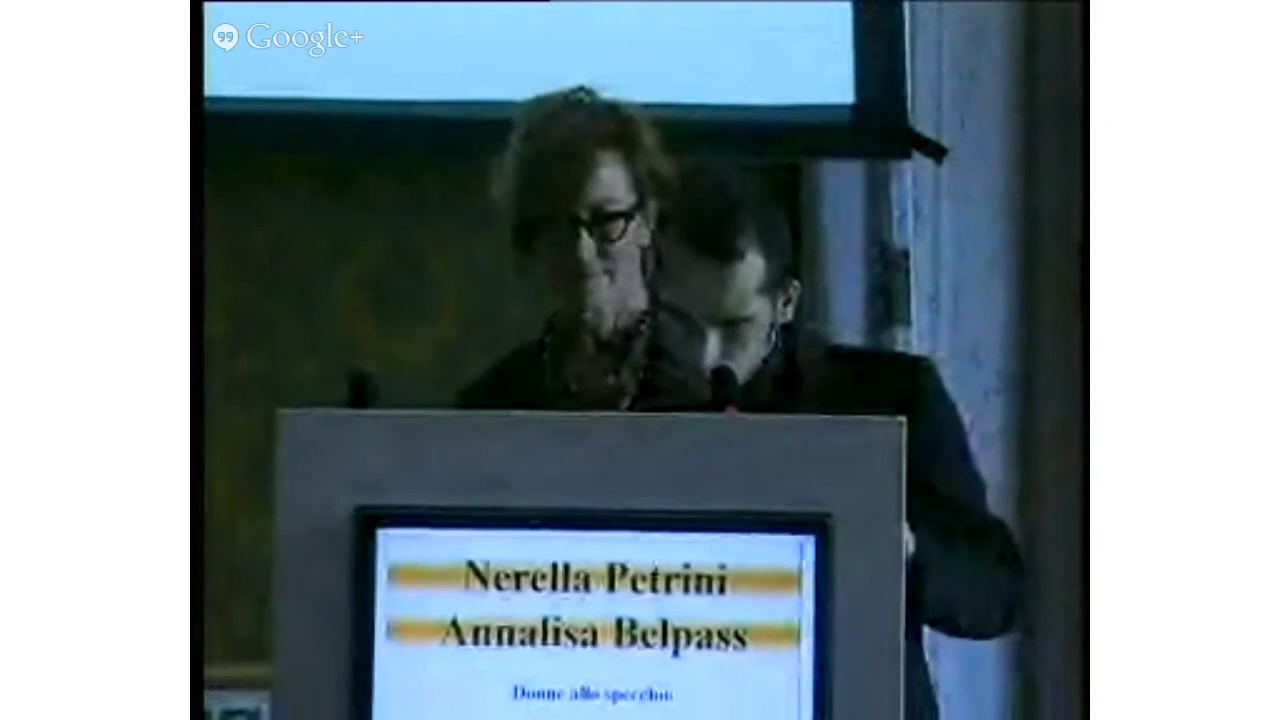 Google+
Nerella Petrini
Annalisa Belpass
Donne allo specchio